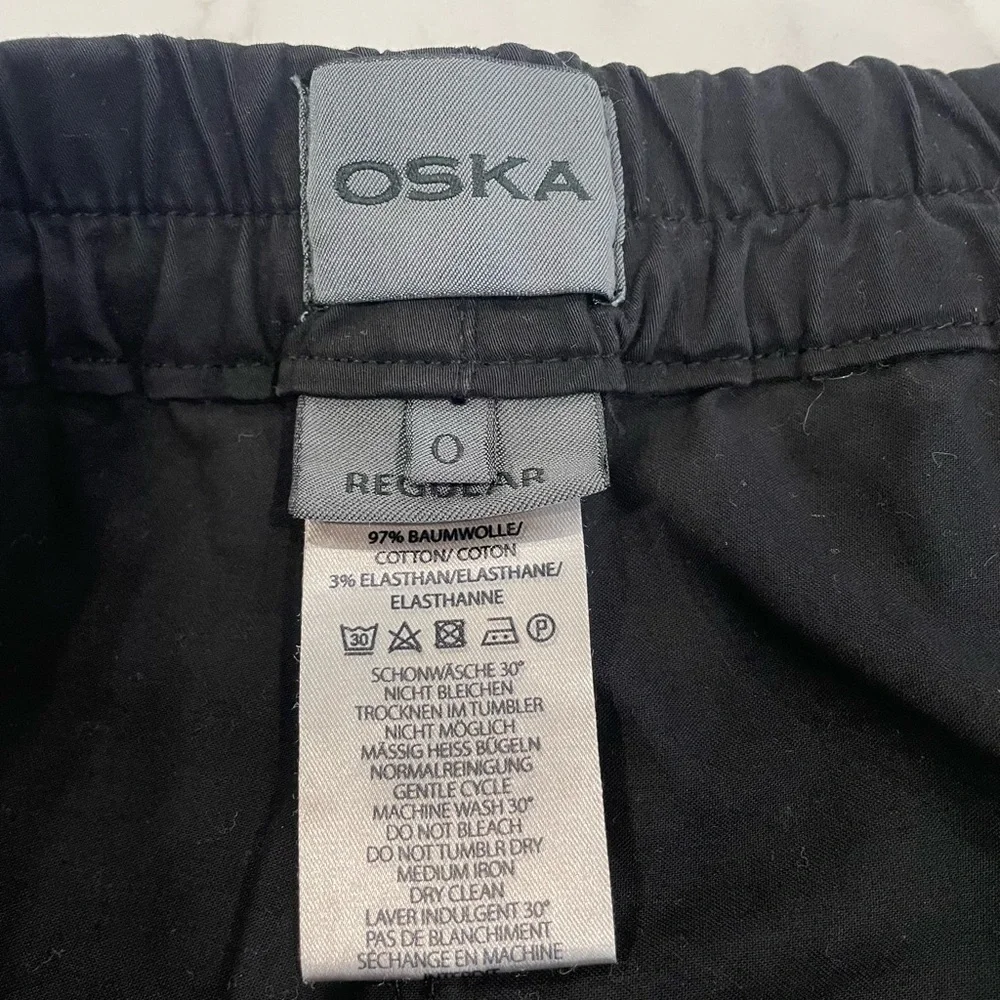 OSKA
0
REGULAR
97% BAUMWOLLE/
COTTON/ COTON
3% ELASTHAN/ELASTHANE/
ELASTHANNE
30 P
SCHONWÄSCHE 30°
NICHT BLEICHEN
TROCKNEN IM TUMBLER
NICHT MÖGLICH
MÄSSIG HEISS BÜGELN
NORMALREINIGUNG
GENTLE CYCLE
MACHINE WASH 30°
DO NOT BLEACH
DO NOT TUMBLR DRY
MEDIUM IRON
DRY CLEAN
LAVER INDULGENT 30°
PAS DE BLANCHIMENT
SÉCHANGE EN MACHINE